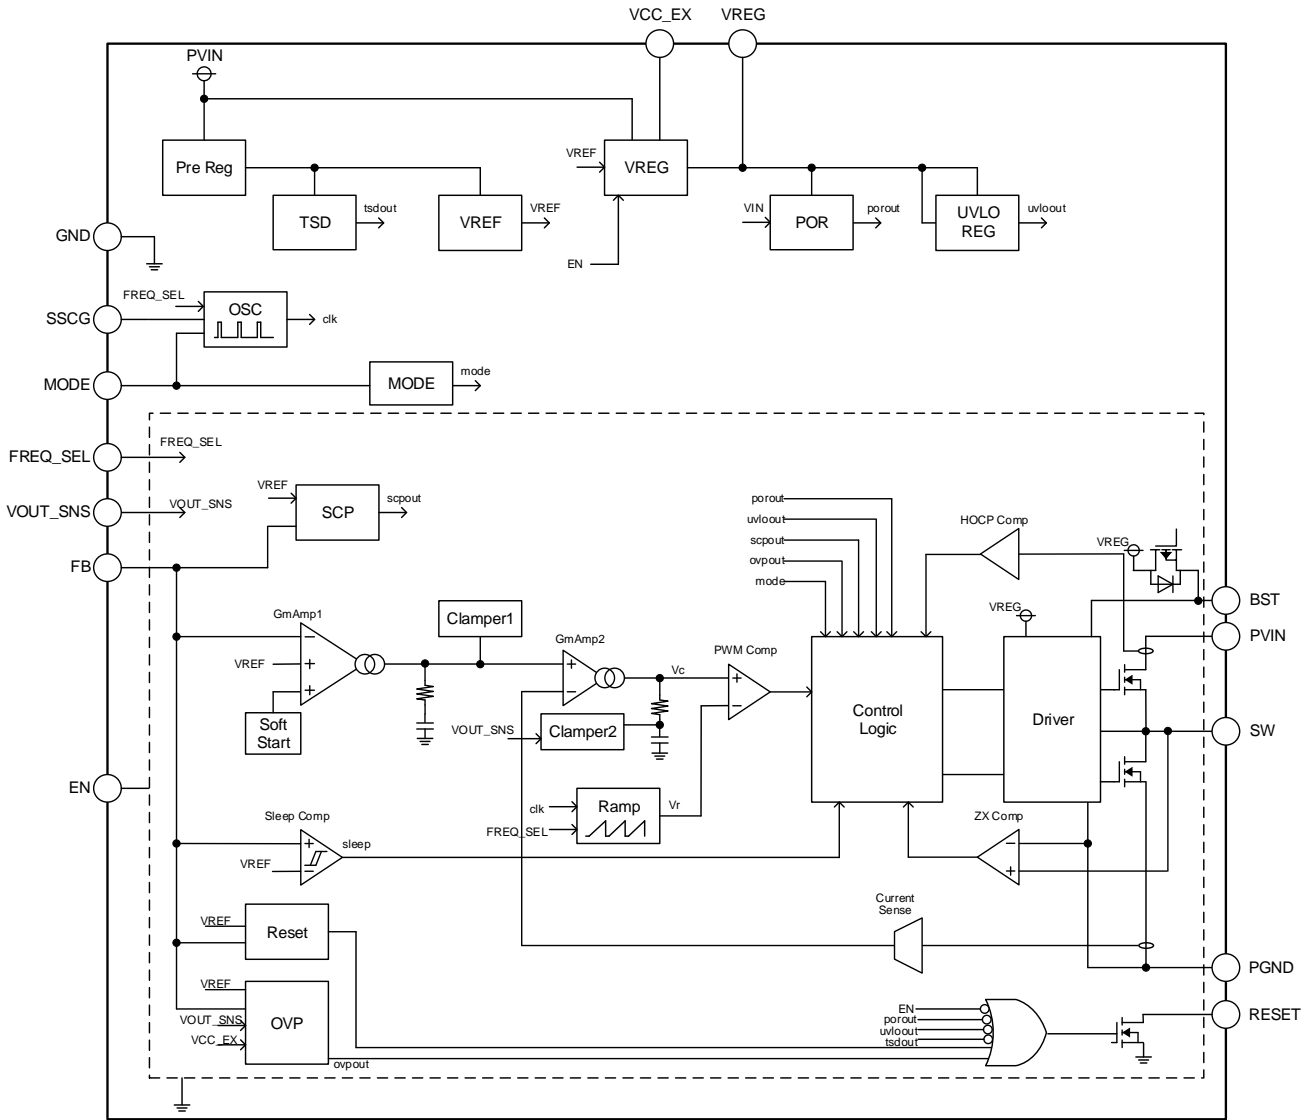 VCC_EX
VREG
PVIN
Pre Reg
VREF
VREG
TSD
tsdout
VREF
VREF
VIN
POR
porout
UVLO
REG
uvloout
GND
EN
FREQ_SEL
SSCG
OSC
clk
MODE
MODE
mode
FREQ_SEL
FREQ_SEL
VOUT_SNS
VOUT_SNS
VREF
SCP
scpout
porout
uvloout
scpout
ovpout
mode
HOCP Comp
VREG
FB
BST
GmAmp1
Clamper1
GmAmp2
PWM Comp
VREG
PVIN
VREF
Vc
Soft
Start
VOUT_SNS
Clamper2
Control
Logic
Driver
SW
EN
clk
FREQ_SEL
Ramp
Vr
Sleep Comp
sleep
VREF
ZX Comp
Current
Sense
VREF
Reset
PGND
VREF
VOUT_SNS
VCC_EX
OVP
ovpout
EN
porout
uvloout
tsdout
RESET